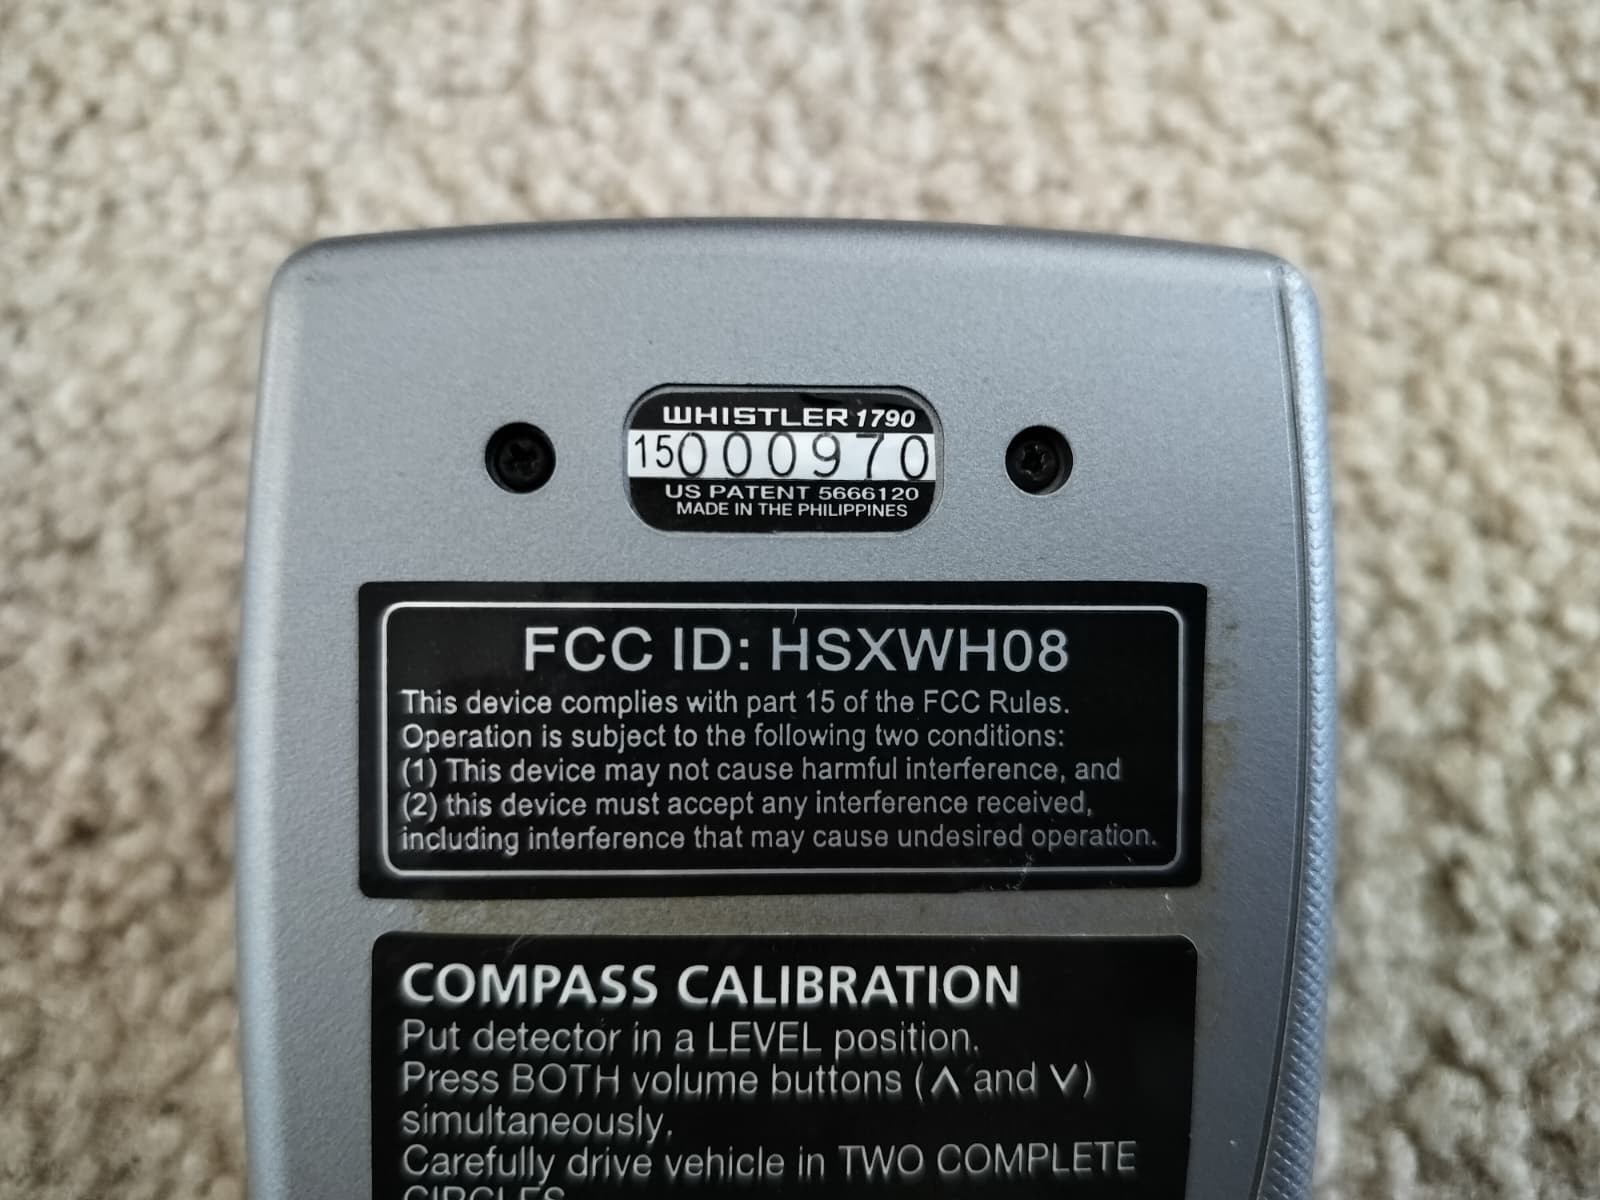 WHISTLER 1790
15000970
US PATENT 5666120
MADE IN THE PHILIPPINES
FCC ID: HSXWH08
This device complies with part 15 of the FCC Rules.
Operation is subject to the following two conditions:
(1) This device may not cause harmful interference, and
(2) this device must accept any interference received,
including interference that may cause undesired operation.
COMPASS CALIBRATION
Put detector in a LEVEL position.
Press BOTH volume buttons (∧ and ∨)
simultaneously.
Carefully drive vehicle in TWO COMPLETE
CIRCLES